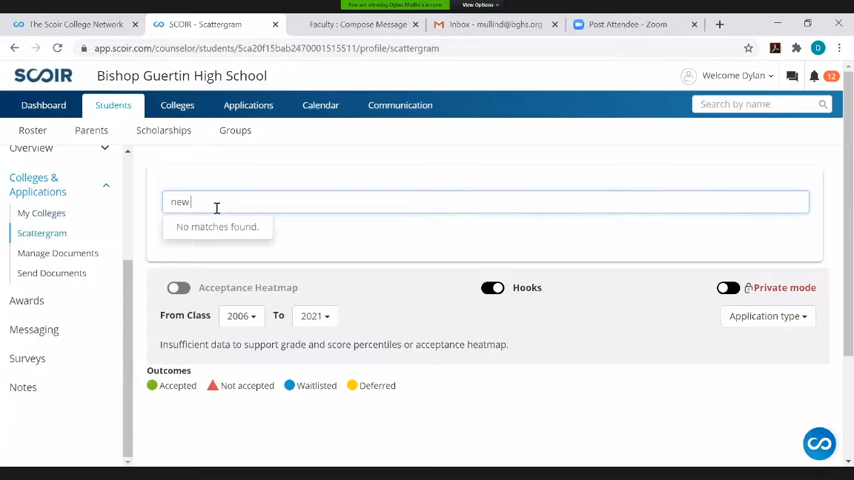 You are viewing Dylan Mullin's screen View Options
The Scoir College Network
SCOIR - Scattergram
Faculty : Compose Message
Inbox - mullind@bghs.org
Post Attendee - Zoom
app.scoir.com/counselor/students/5ca20f15bab2470001515511/profile/scattergram
SCOIR Bishop Guertin High School Welcome Dylan 12
Dashboard Students Colleges Applications Calendar Communication Search by name
Roster Parents Scholarships Groups
Overview
Colleges &
Applications
My Colleges
Scattergram
Manage Documents
Send Documents
Awards
Messaging
Surveys
Notes
new
No matches found.
Acceptance Heatmap Hooks Private mode
From Class 2006 To 2021 Application type
Insufficient data to support grade and score percentiles or acceptance heatmap.
Outcomes
Accepted Not accepted Waitlisted Deferred